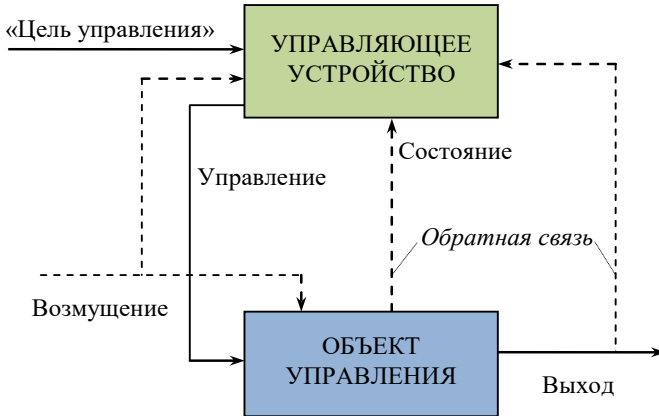 «Цель управления»
УПРАВЛЯЮЩЕЕ
УСТРОЙСТВО
Состояние
Управление
Обратная связь
Возмущение
ОБЪЕКТ
УПРАВЛЕНИЯ
Выход